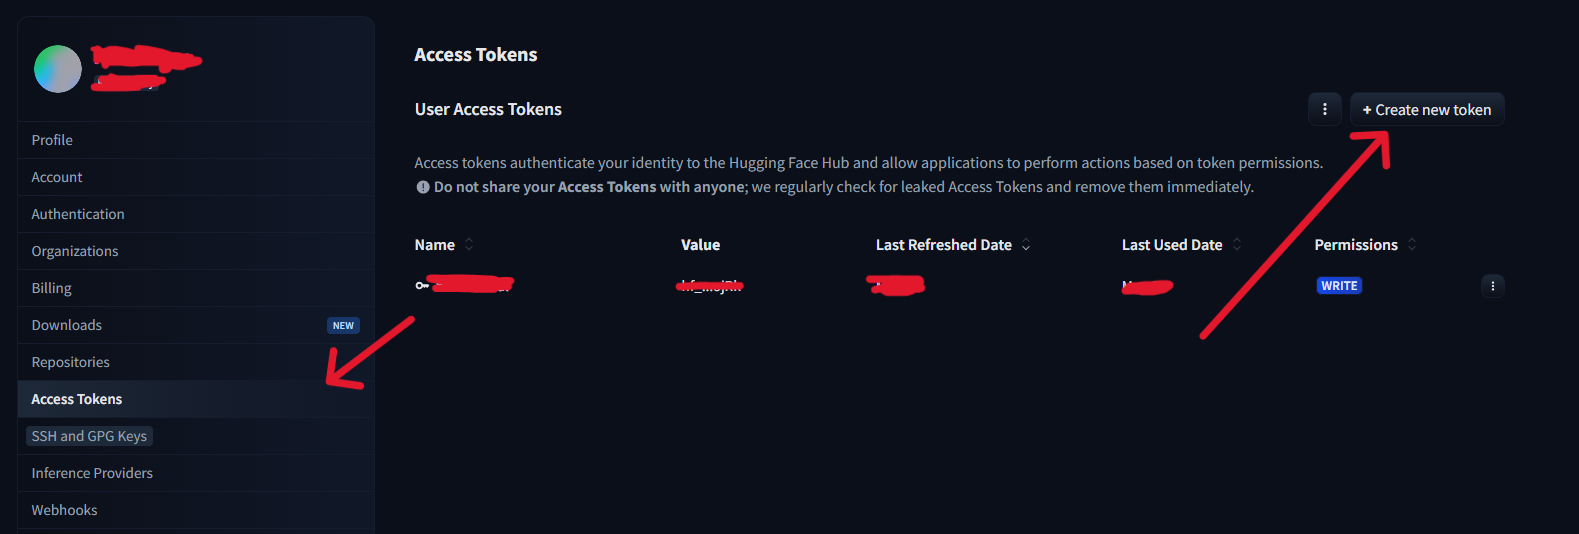 Profile
Account
Authentication
Organizations
Billing
Downloads NEW
Repositories
Access Tokens
SSH and GPG Keys
Inference Providers
Webhooks
Access Tokens
User Access Tokens
+ Create new token
Access tokens authenticate your identity to the Hugging Face Hub and allow applications to perform actions based on token permissions.
Do not share your Access Tokens with anyone; we regularly check for leaked Access Tokens and remove them immediately.
Name Value Last Refreshed Date Last Used Date Permissions
WRITE